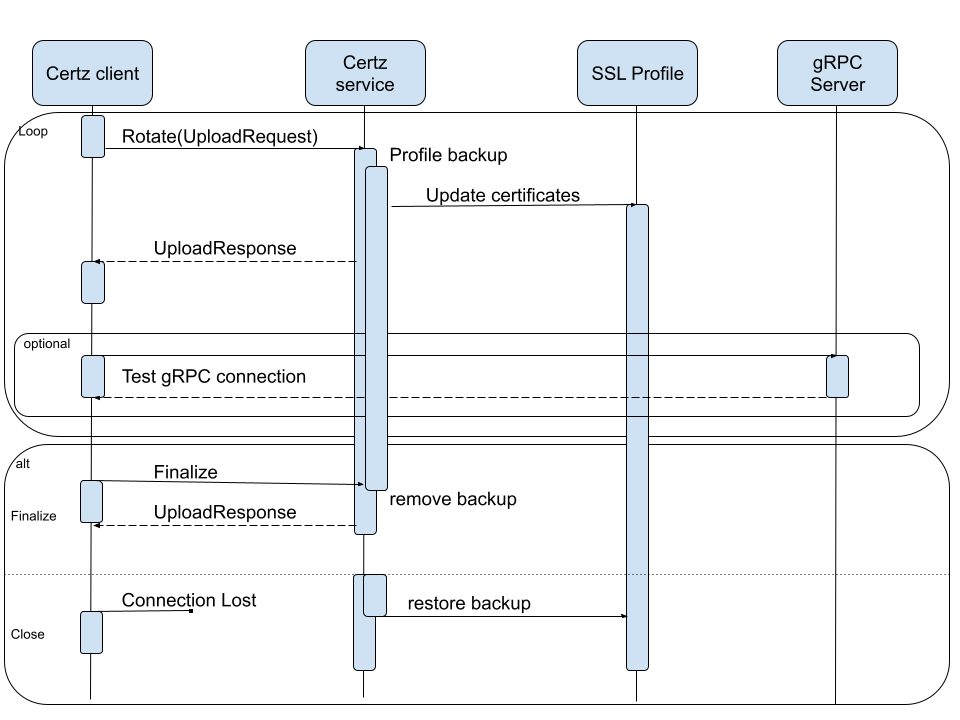 Certz client
Certz
service
SSL Profile
gRPC
Server
Loop
Rotate(UploadRequest)
Profile backup
Update certificates
UploadResponse
optional
Test gRPC connection
alt
Finalize
remove backup
Finalize
UploadResponse
Connection Lost
restore backup
Close